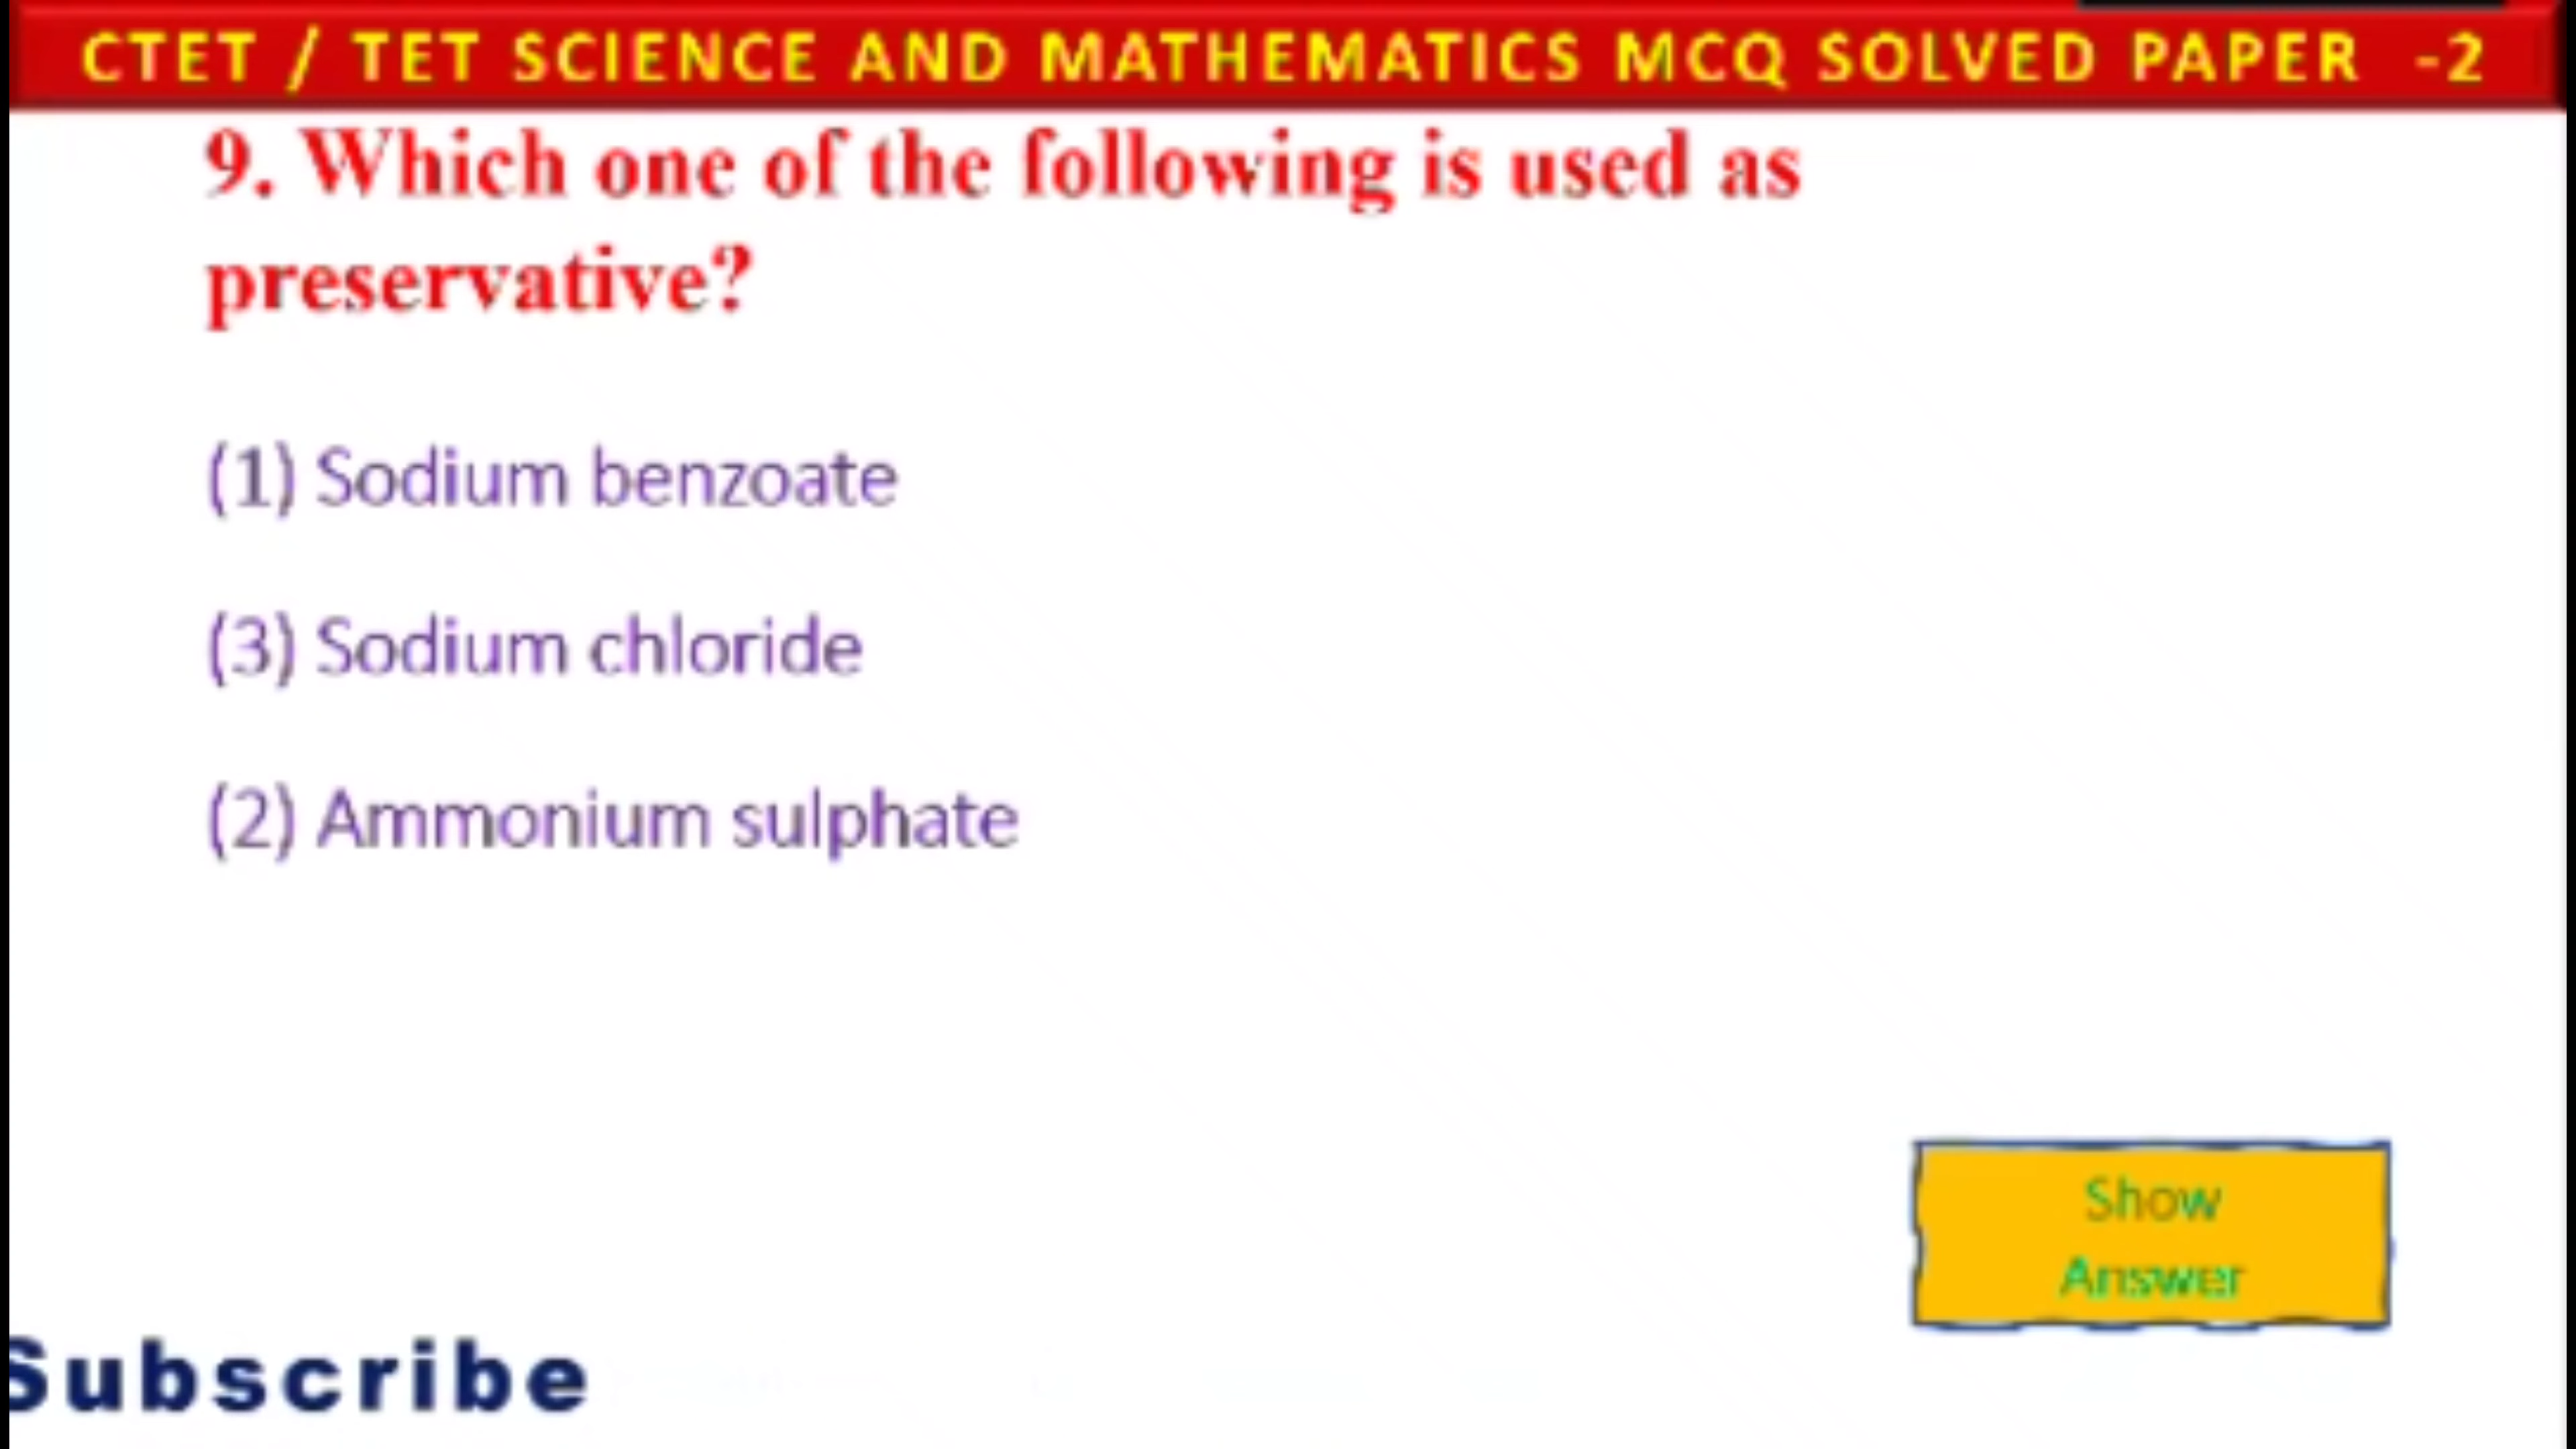 CTET / TET SCIENCE AND MATHEMATICS MCQ SOLVED PAPER -2
9. Which one of the following is used as
preservative?
(1) Sodium benzoate
(3) Sodium chloride
(2) Ammonium sulphate
Show
Answer
Subscribe